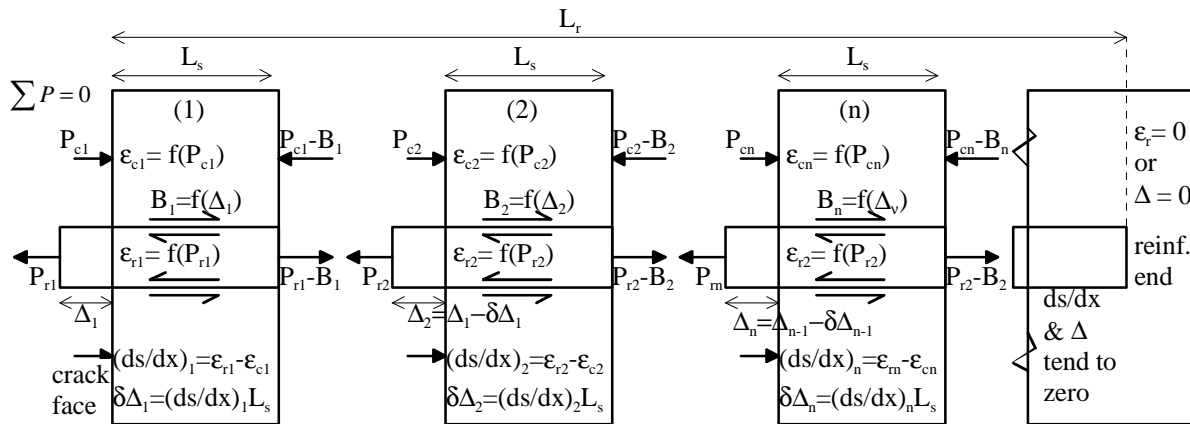 L_r
L_s L_s L_s
∑ P = 0
(1) (2) (n)
P_c1 P_c1-B_1 P_c2 P_c2-B_2 P_cn P_cn-B_n
ε_c1= f(P_c1) ε_c2= f(P_c2) ε_cn= f(P_cn)
ε_r= 0
or
Δ = 0
B_1=f(Δ_1) B_2=f(Δ_2) B_n=f(Δ_ν)
ε_r1= f(P_r1) ε_r2= f(P_r2) ε_r2= f(P_r2)
reinf.
end
P_r1 P_r1-B_1 P_r2 P_r2-B_2 P_rn P_r2-B_2
Δ_1 Δ_2=Δ_1−δΔ_1 Δ_n=Δ_n-1−δΔ_n-1
ds/dx
& Δ
tend to
zero
crack
face
(ds/dx)_1=ε_r1-ε_c1 (ds/dx)_2=ε_r2-ε_c2 (ds/dx)_n=ε_rn-ε_cn
δΔ_1=(ds/dx)_1L_s δΔ_2=(ds/dx)_2L_s δΔ_n=(ds/dx)_nL_s